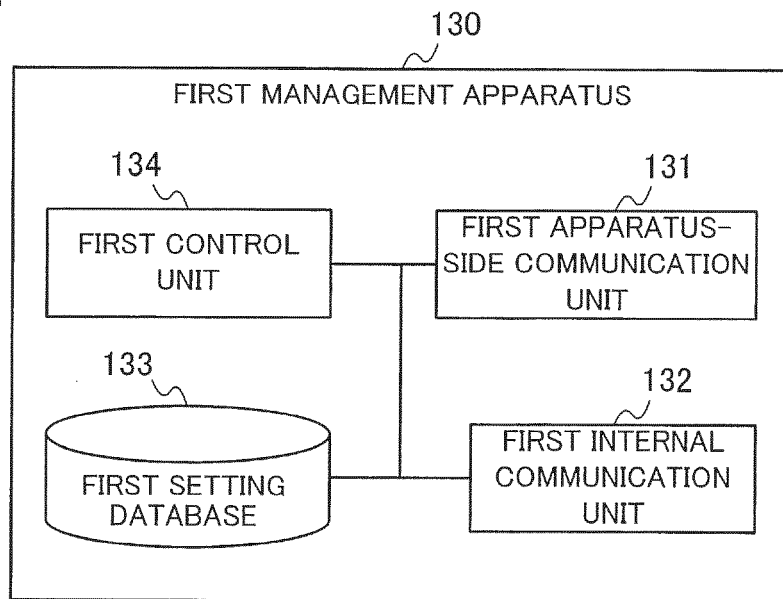 130
FIRST MANAGEMENT APPARATUS
134
FIRST CONTROL
UNIT
131
FIRST APPARATUS-
SIDE COMMUNICATION
UNIT
133
FIRST SETTING
DATABASE
132
FIRST INTERNAL
COMMUNICATION
UNIT